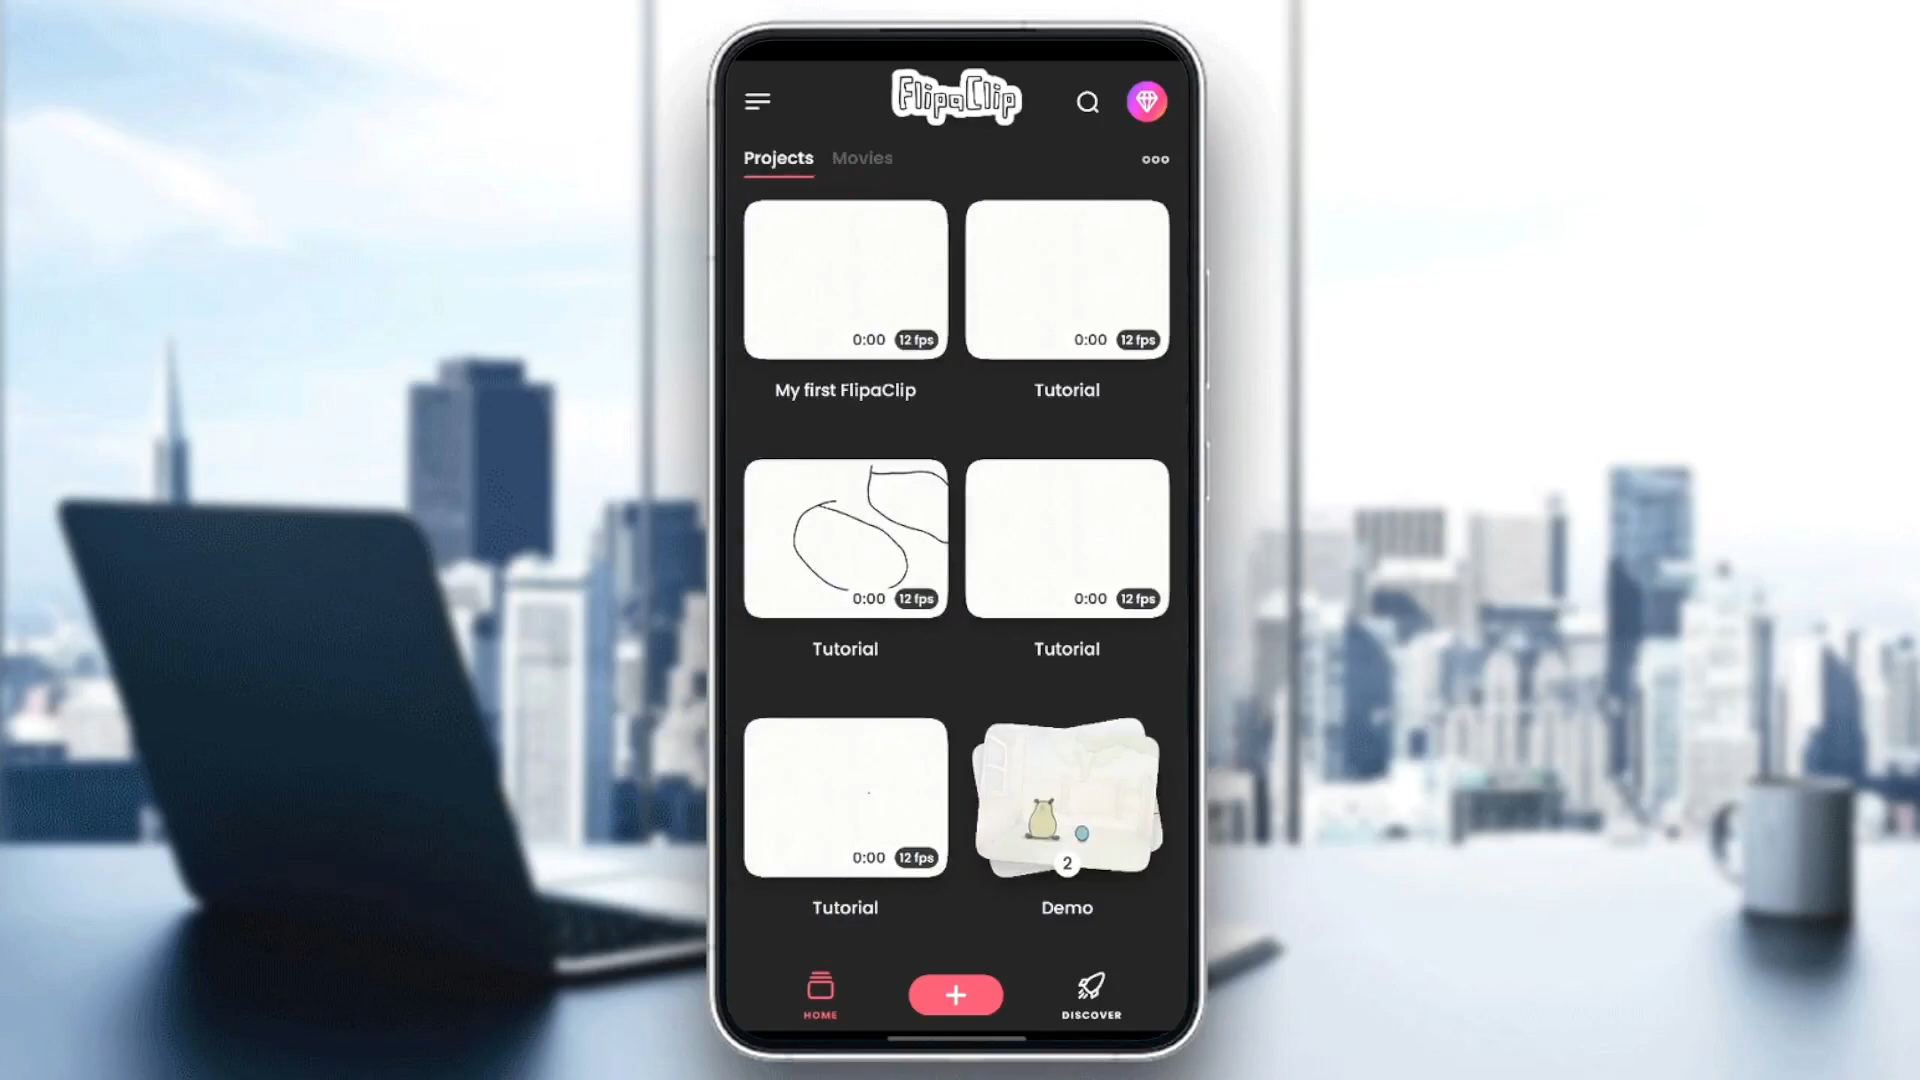 FlipaClip
Projects Movies
0:00 12 fps
0:00 12 fps
My first FlipaClip
Tutorial
0:00 12 fps
0:00 12 fps
Tutorial
Tutorial
0:00 12 fps
2
Tutorial
Demo
HOME
+
DISCOVER